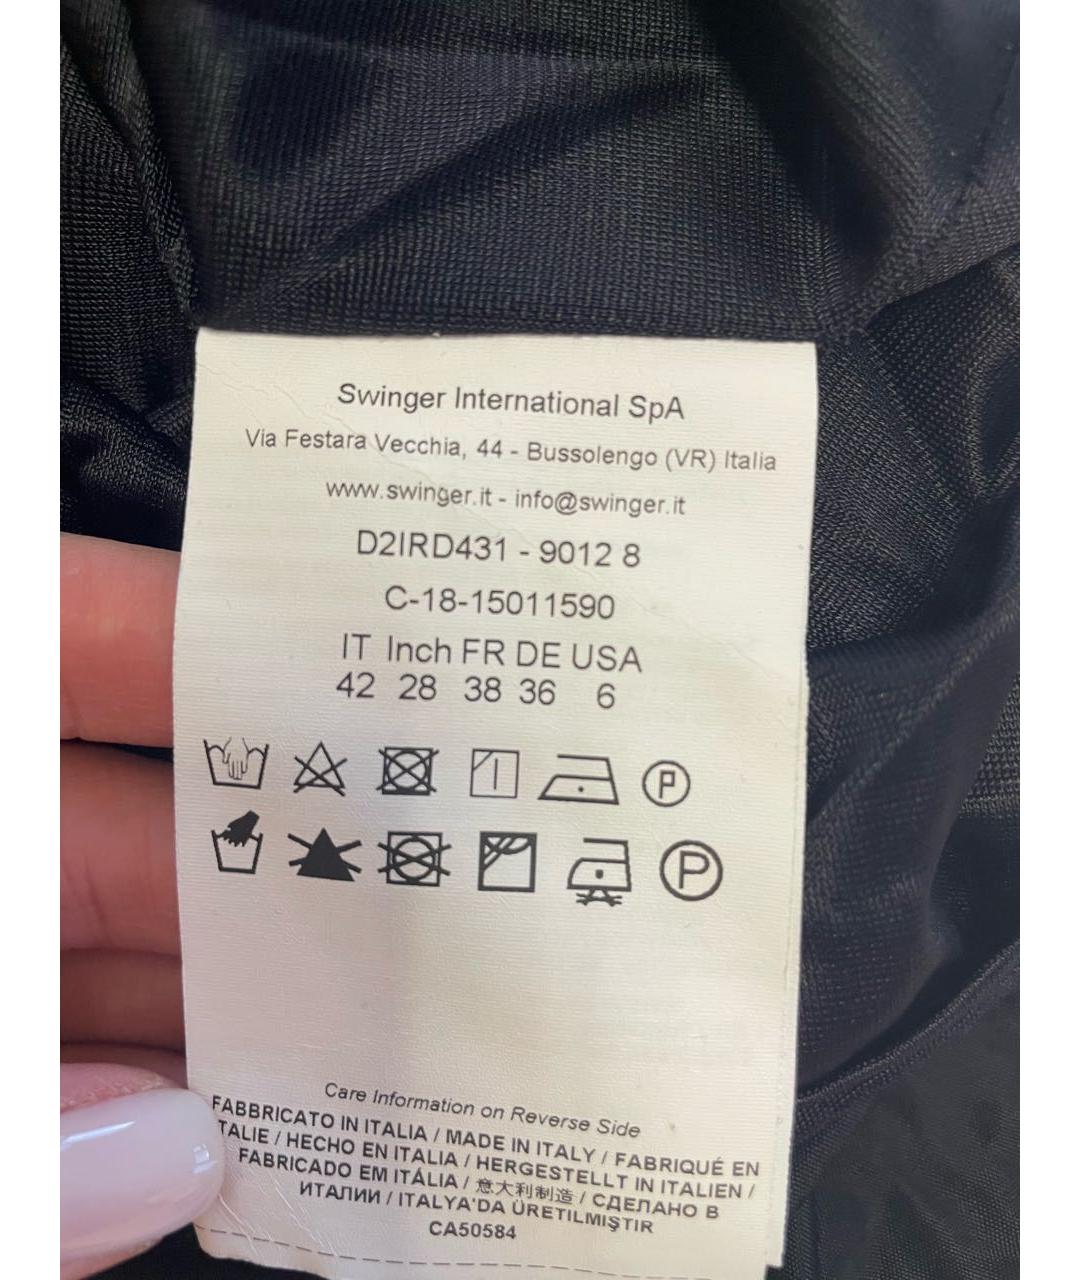 Swinger International SpA
Via Festara Vecchia, 44 - Bussolengo (VR) Italia
www.swinger.it - info@swinger.it
D2IRD431 - 9012 8
C-18-15011590
IT Inch FR DE USA
42 28 38 36 6
P
P
Care Information on Reverse Side
FABBRICATO IN ITALIA / MADE IN ITALY / FABRIQUÉ EN
TALIE / HECHO EN ITALIA / HERGESTELLT IN ITALIEN /
FABRICADO EM ITÁLIA / 意大利制造 / СДЕЛАНО В
ИТАЛИИ / ITALYA'DA ÜRETILMIŞTIR
CA50584